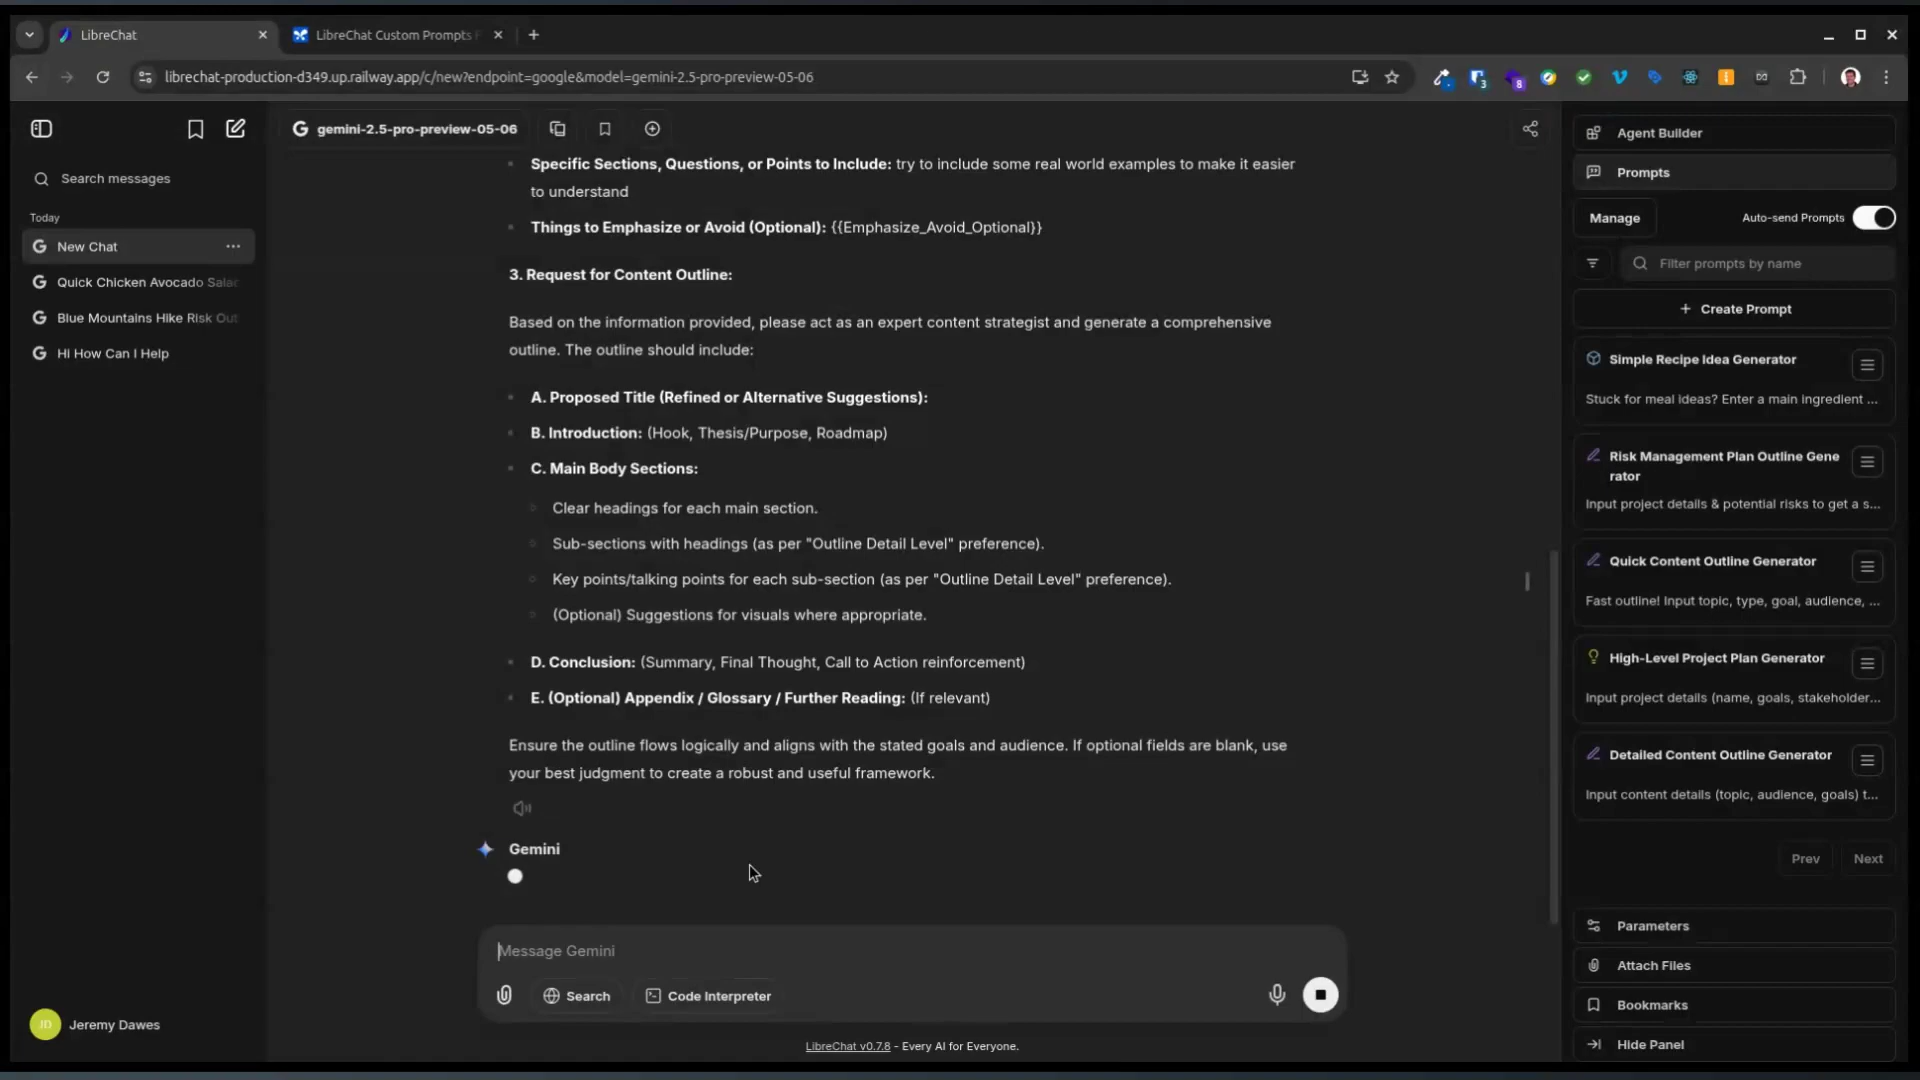 LibreChat
LibreChat Custom Prompts
librechat-production-d349.up.railway.app/c/new?endpoint=google&model=gemini-2.5-pro-preview-05-06
3
8
gemini-2.5-pro-preview-05-06
Search messages
Today
New Chat
Quick Chicken Avocado Salad
Blue Mountains Hike Risk Out
Hi How Can I Help
JD
Jeremy Dawes
Specific Sections, Questions, or Points to Include: try to include some real world examples to make it easier
to understand
Things to Emphasize or Avoid (Optional): {{Emphasize_Avoid_Optional}}
3. Request for Content Outline:
Based on the information provided, please act as an expert content strategist and generate a comprehensive
outline. The outline should include:
A. Proposed Title (Refined or Alternative Suggestions):
B. Introduction: (Hook, Thesis/Purpose, Roadmap)
C. Main Body Sections:
Clear headings for each main section.
Sub-sections with headings (as per "Outline Detail Level" preference).
Key points/talking points for each sub-section (as per "Outline Detail Level" preference).
(Optional) Suggestions for visuals where appropriate.
D. Conclusion: (Summary, Final Thought, Call to Action reinforcement)
E. (Optional) Appendix / Glossary / Further Reading: (If relevant)
Ensure the outline flows logically and aligns with the stated goals and audience. If optional fields are blank, use
your best judgment to create a robust and useful framework.
Gemini
Message Gemini
Search
Code Interpreter
LibreChat v0.7.8 - Every AI for Everyone.
Agent Builder
Prompts
Manage
Auto-send Prompts
Filter prompts by name
+ Create Prompt
Simple Recipe Idea Generator
Stuck for meal ideas? Enter a main ingredient ...
Risk Management Plan Outline Gene
rator
Input project details & potential risks to get a s...
Quick Content Outline Generator
Fast outline! Input topic, type, goal, audience, ...
High-Level Project Plan Generator
Input project details (name, goals, stakeholder...
Detailed Content Outline Generator
Input content details (topic, audience, goals) t...
Prev
Next
Parameters
Attach Files
Bookmarks
Hide Panel